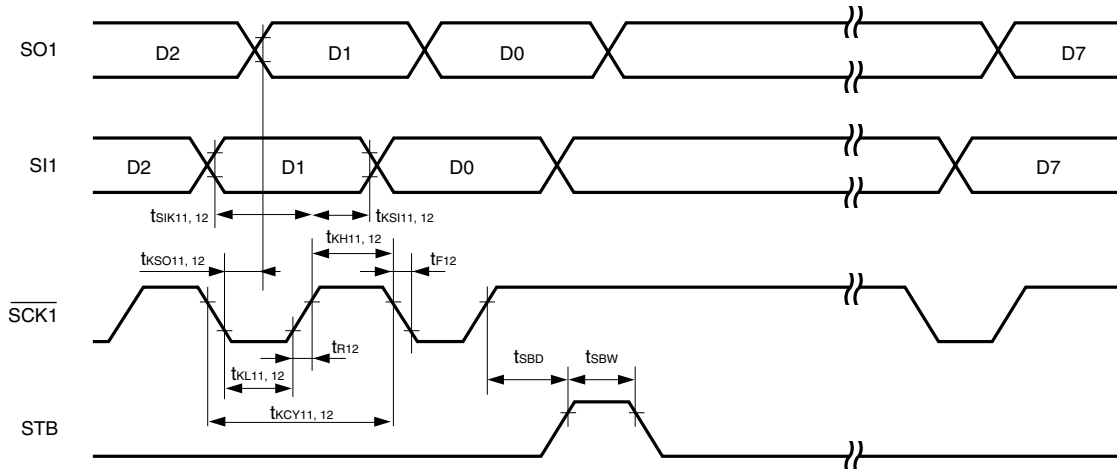 SO1 D2 D1 D0 D7
SI1 D2 D1 D0 D7
tSIK11, 12 tKSI11, 12
tKH11, 12
tKSO11, 12 tF12
SCK1
tR12
tSBD tSBW
tKL11, 12
tKCY11, 12
STB